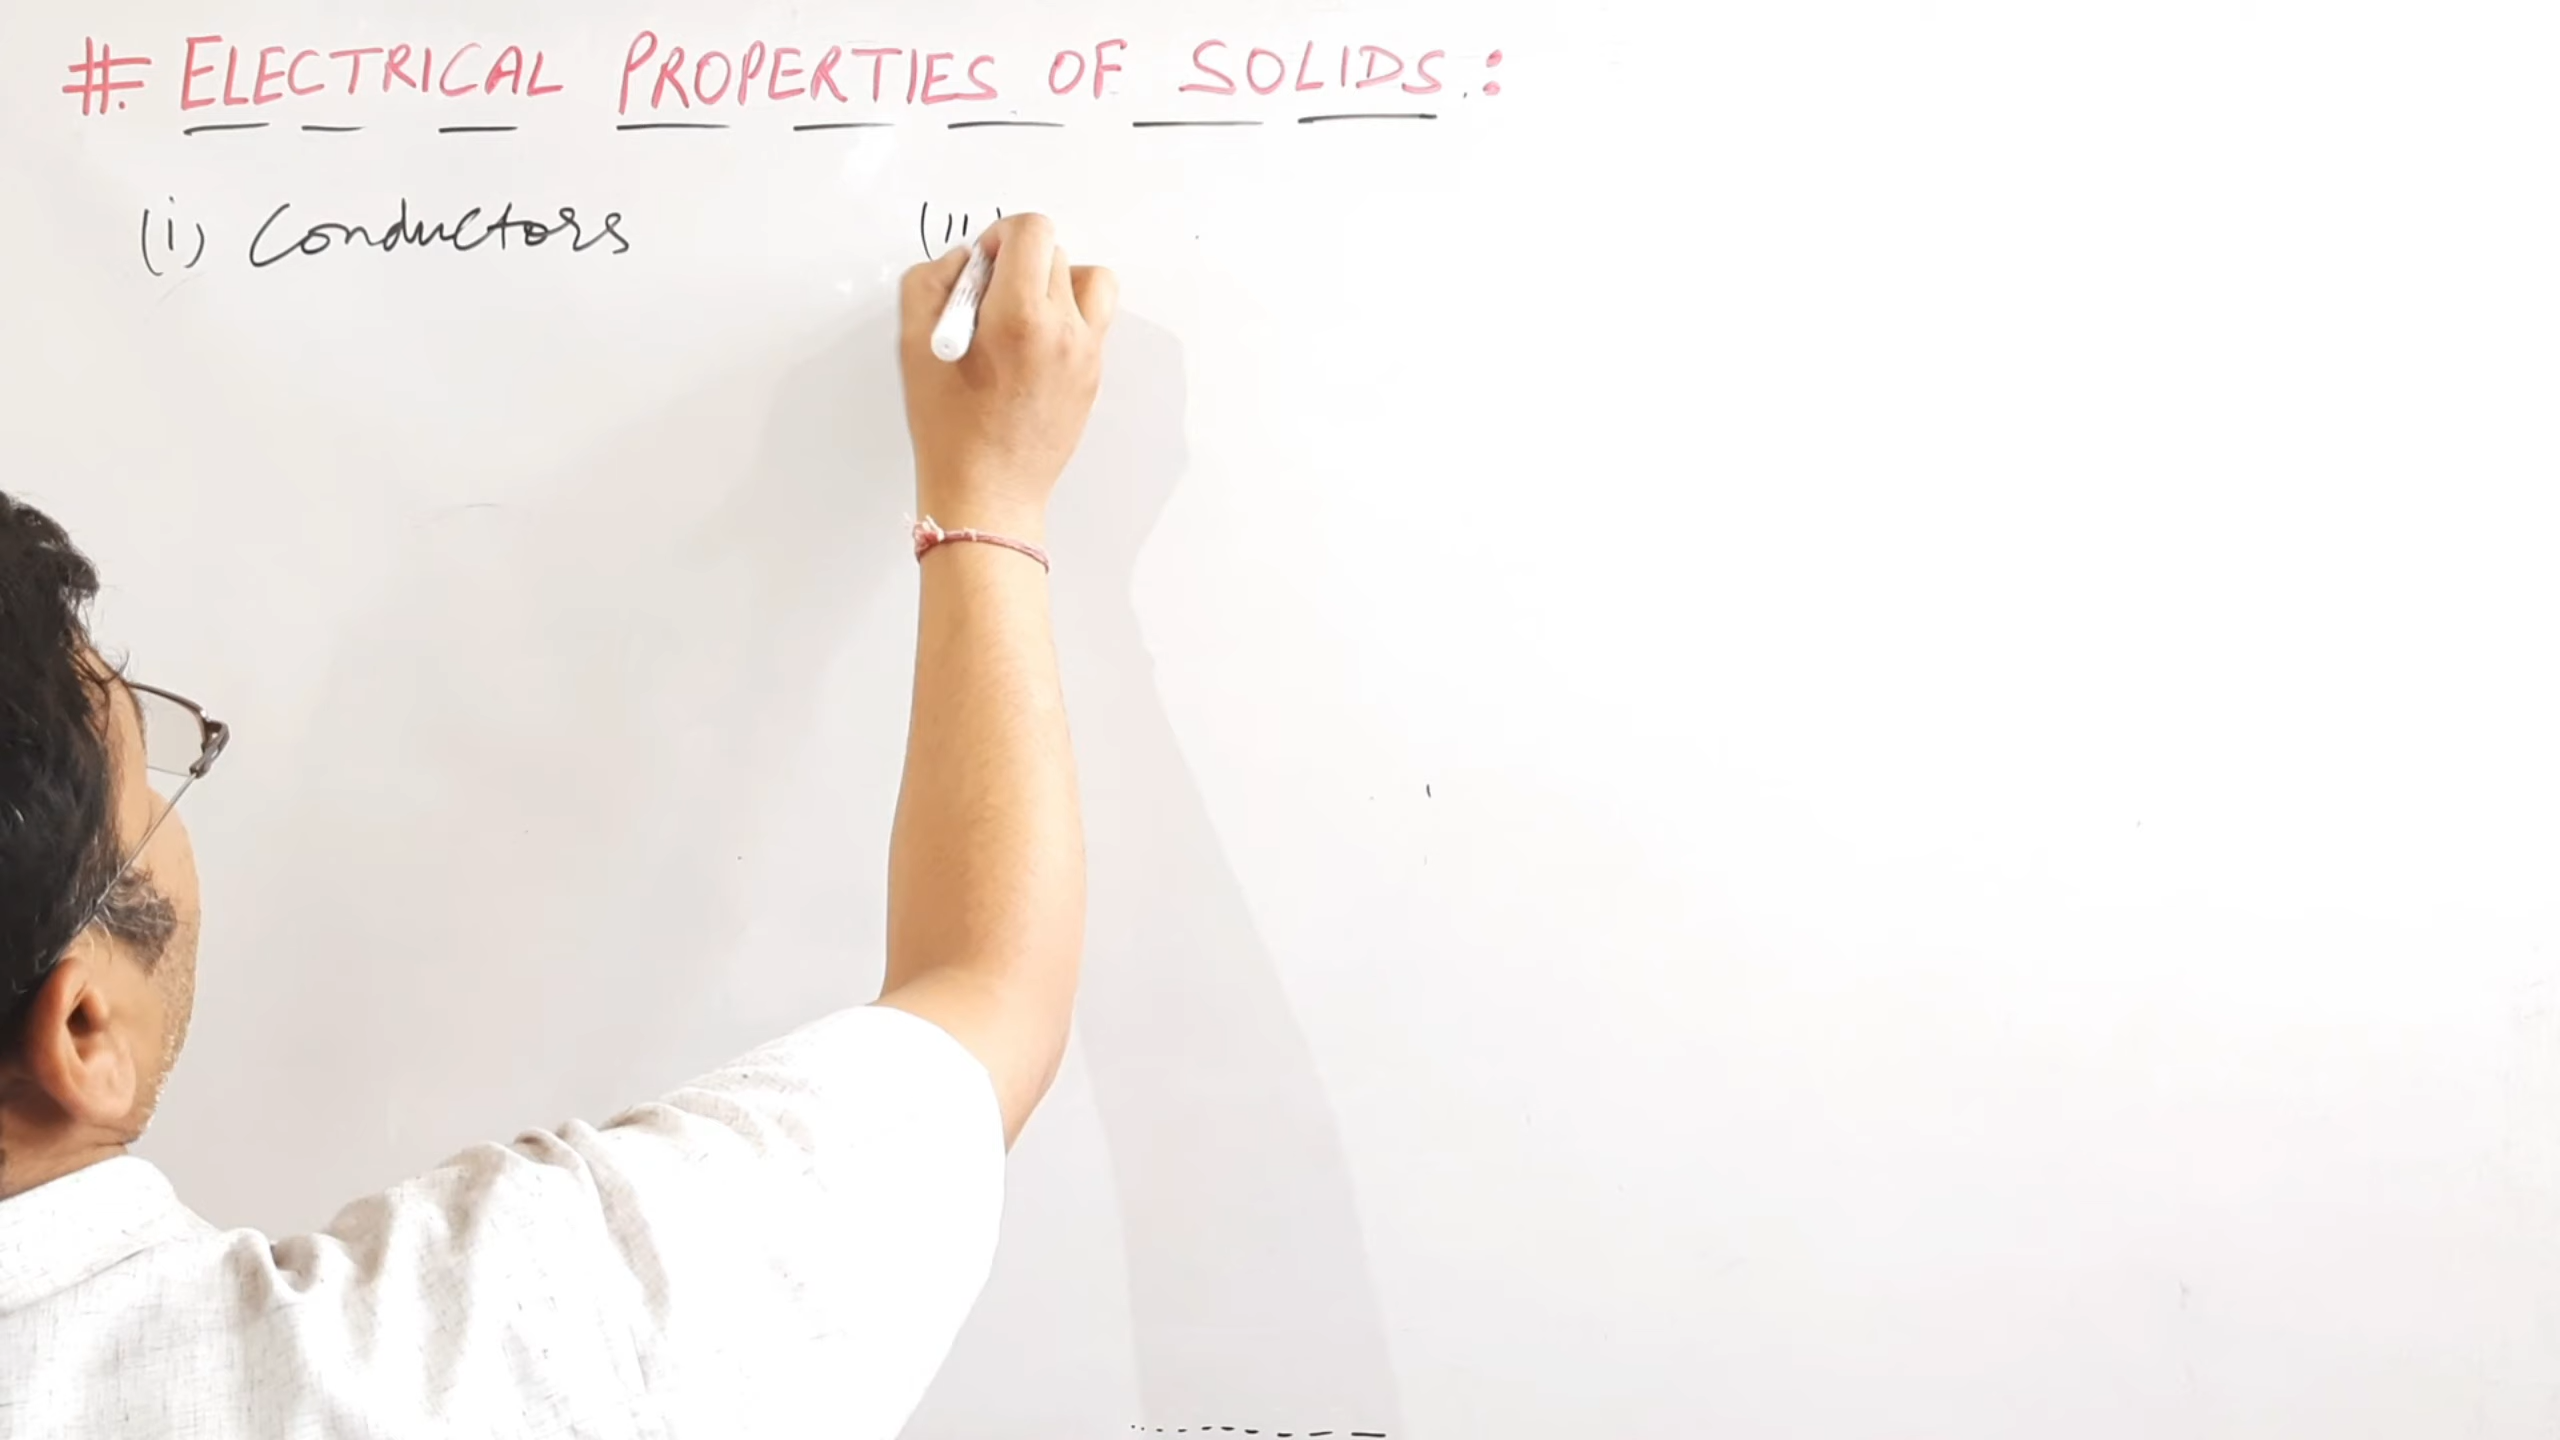 # ELECTRICAL PROPERTIES OF SOLIDS :
(i) Conductors (ii)